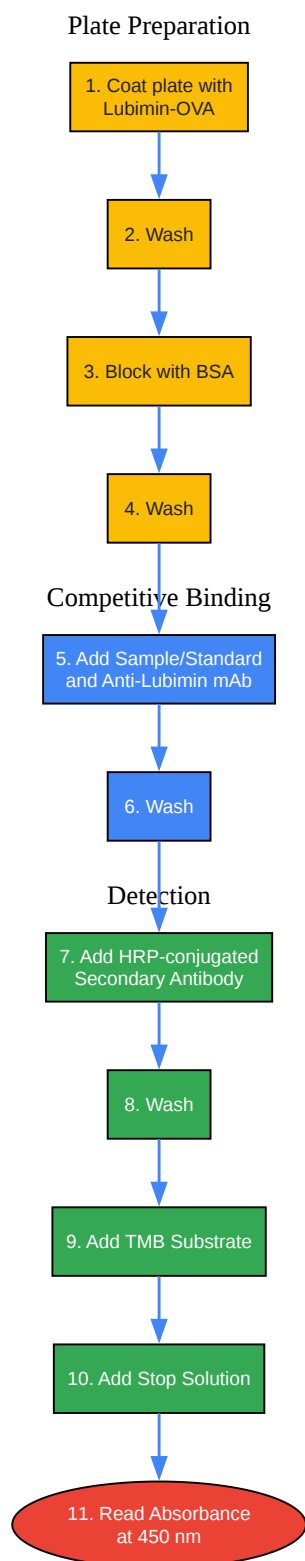 Plate Preparation
1. Coat plate with
Lubimin-OVA
2. Wash
3. Block with BSA
4. Wash
Competitive Binding
5. Add Sample/Standard
and Anti-Lubimin mAb
6. Wash
Detection
7. Add HRP-conjugated
Secondary Antibody
8. Wash
9. Add TMB Substrate
10. Add Stop Solution
11. Read Absorbance
at 450 nm